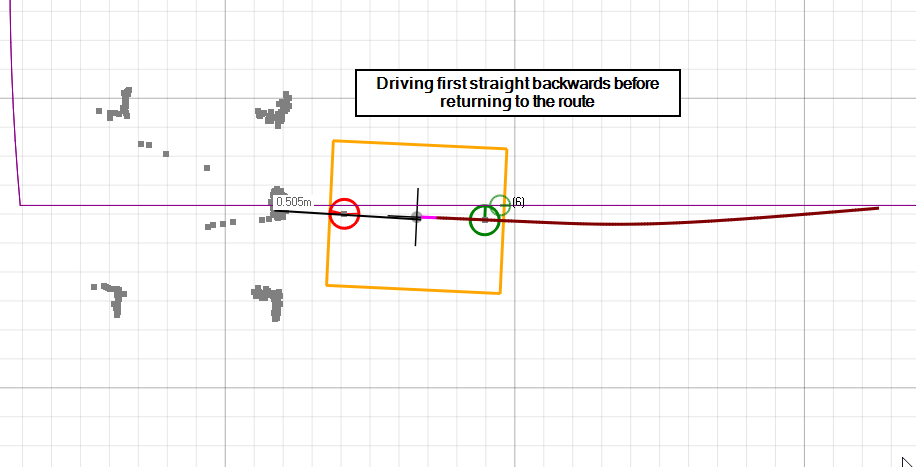 Driving first straight backwards before
returning to the route
0.505m
(6)